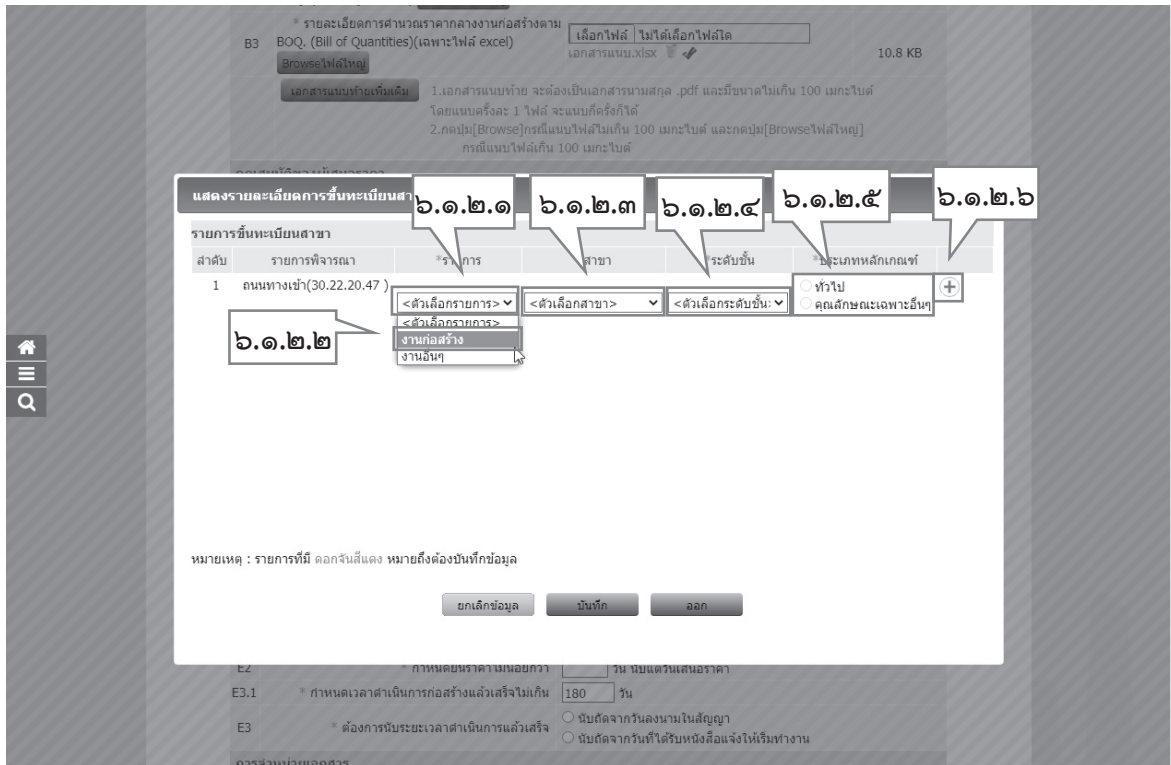 * รายละเอียดการคำนวณราคากลางงานก่อสร้างตาม
B3 BOQ. (Bill of Quantities)(เฉพาะไฟล์ excel)
เลือกไฟล์ ไม่ได้เลือกไฟล์ใด
เอกสารแนบ.xlsx
10.8 KB
Browseไฟล์ใหญ่
เอกสารแนบท้ายเพิ่มเติม
1.เอกสารแนบท้าย จะต้องเป็นเอกสารนามสกุล .pdf และมีขนาดไม่เกิน 100 เมกะไบต์
โดยแนบครั้งละ 1 ไฟล์ จะแนบกี่ครั้งก็ได้
2.กดปุ่ม[Browse]กรณีแนบไฟล์ไม่เกิน 100 เมกะไบต์ และกดปุ่ม[Browseไฟล์ใหญ่]
กรณีแนบไฟล์เกิน 100 เมกะไบต์
แสดงรายละเอียดการขึ้นทะเบียนสา
๖.๑.๒.๑ ๖.๑.๒.๓ ๖.๑.๒.๔ ๖.๑.๒.๕ ๖.๑.๒.๖
รายการขึ้นทะเบียนสาขา
ลำดับ รายการพิจารณา สาขา *ระดับชั้น *ประเภทหลักเกณฑ์
1 ถนนทางเข้า(30.22.20.47 )
<ตัวเลือกรายการ> <ตัวเลือกสาขา> <ตัวเลือกระดับชั้น:
ทั่วไป
คุณลักษณะเฉพาะอื่นๆ
<ตัวเลือกรายการ>
๖.๑.๒.๒
งานก่อสร้าง
งานอื่นๆ
หมายเหตุ : รายการที่มี ดอกจันสีแดง หมายถึงต้องบันทึกข้อมูล
ยกเลิกข้อมูล บันทึก ออก
E2 * กำหนดยืนราคาไม่น้อยกว่า วัน นับแต่วันเสนอราคา
E3.1 * กำหนดเวลาดำเนินการก่อสร้างแล้วเสร็จไม่เกิน 180 วัน
E3 * ต้องการนับระยะเวลาดำเนินการแล้วเสร็จ
นับถัดจากวันลงนามในสัญญา
นับถัดจากวันที่ได้รับหนังสือแจ้งให้เริ่มทำงาน
การจำหน่ายเอกสาร